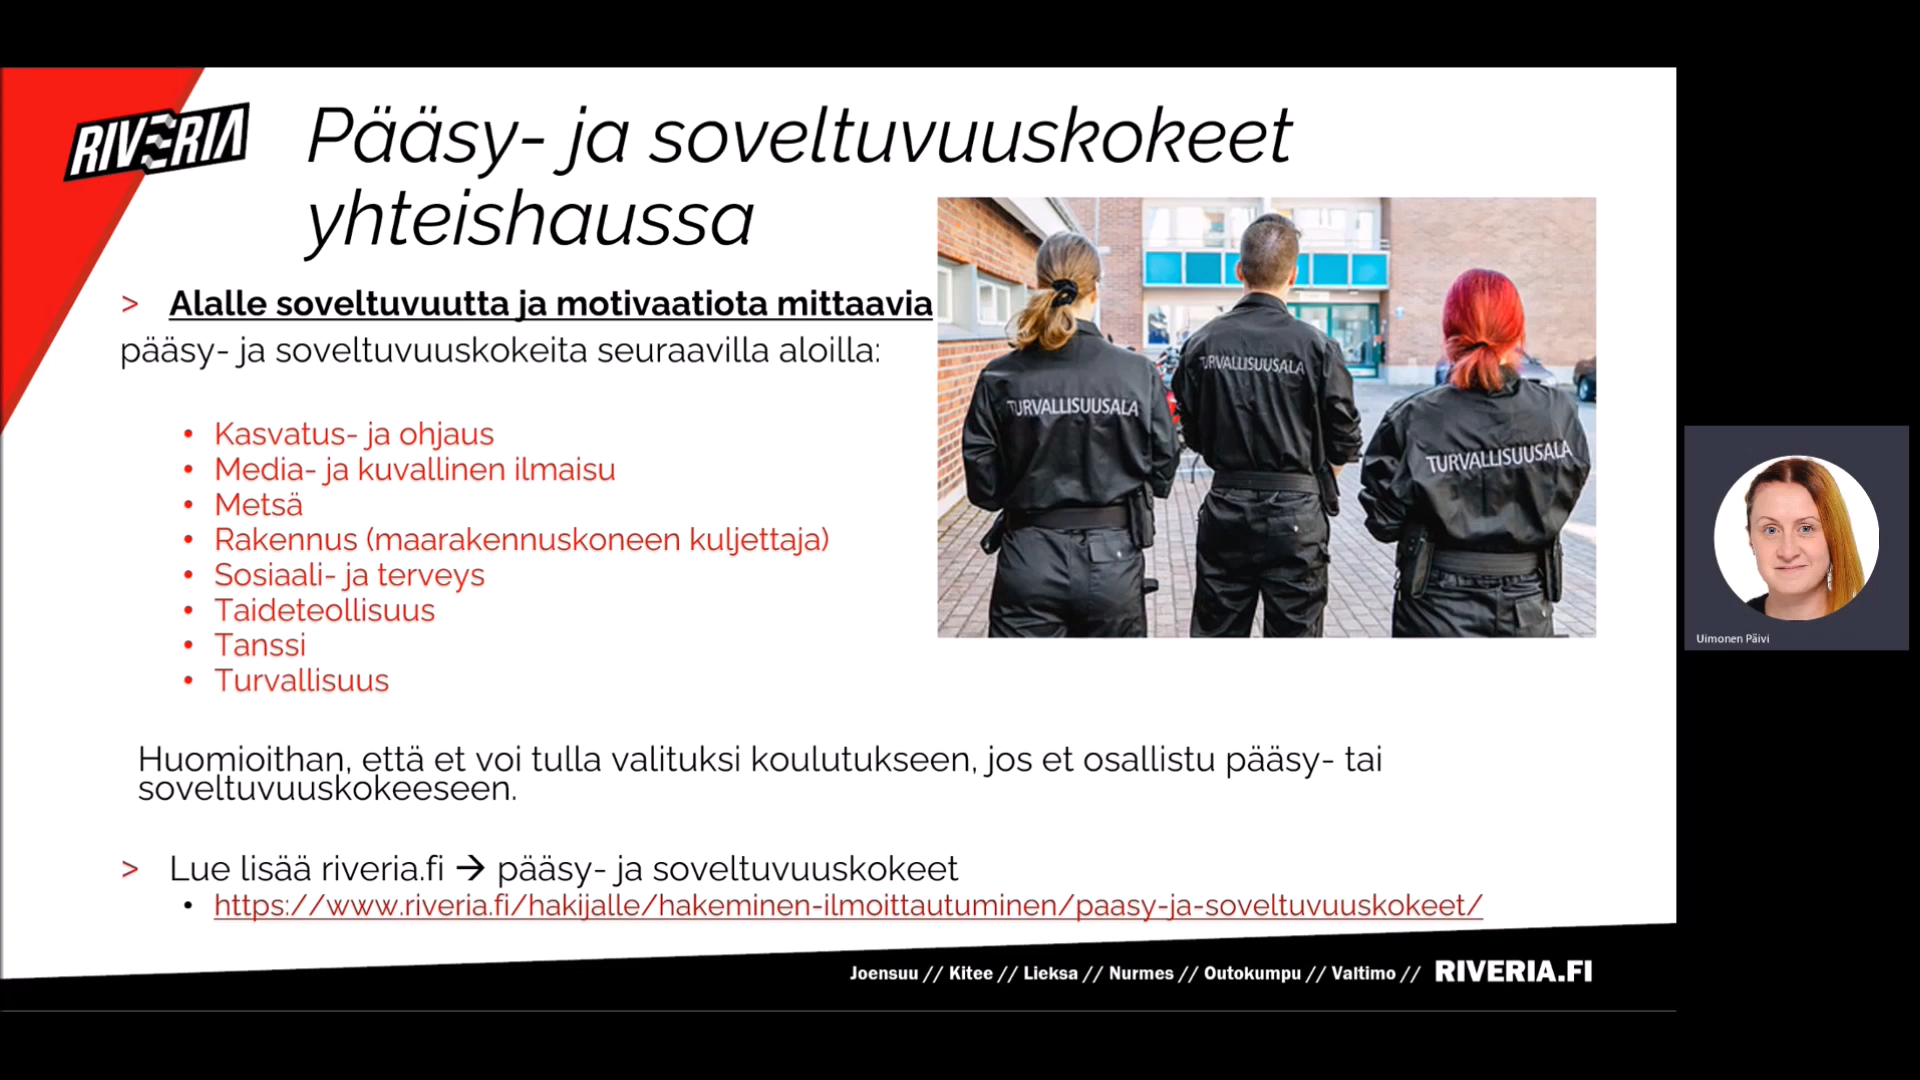 RIVERIA
Pääsy- ja soveltuvuuskokeet
yhteishaussa
> Alalle soveltuvuutta ja motivaatiota mittaavia
pääsy- ja soveltuvuuskokeita seuraavilla aloilla:
• Kasvatus- ja ohjaus
• Media- ja kuvallinen ilmaisu
• Metsä
• Rakennus (maarakennuskoneen kuljettaja)
• Sosiaali- ja terveys
• Taideteollisuus
• Tanssi
• Turvallisuus
TURVALLISUUSALA
TURVALLISUUSALA
TURVALLISUUSALA
Uimonen Päivi
Huomioithan, että et voi tulla valituksi koulutukseen, jos et osallistu pääsy- tai
soveltuvuuskokeeseen.
> Lue lisää riveria.fi → pääsy- ja soveltuvuuskokeet
• https://www.riveria.fi/hakijalle/hakeminen-ilmoittautuminen/paasy-ja-soveltuvuuskokeet/
Joensuu // Kitee // Lieksa // Nurmes // Outokumpu // Valtimo // RIVERIA.FI